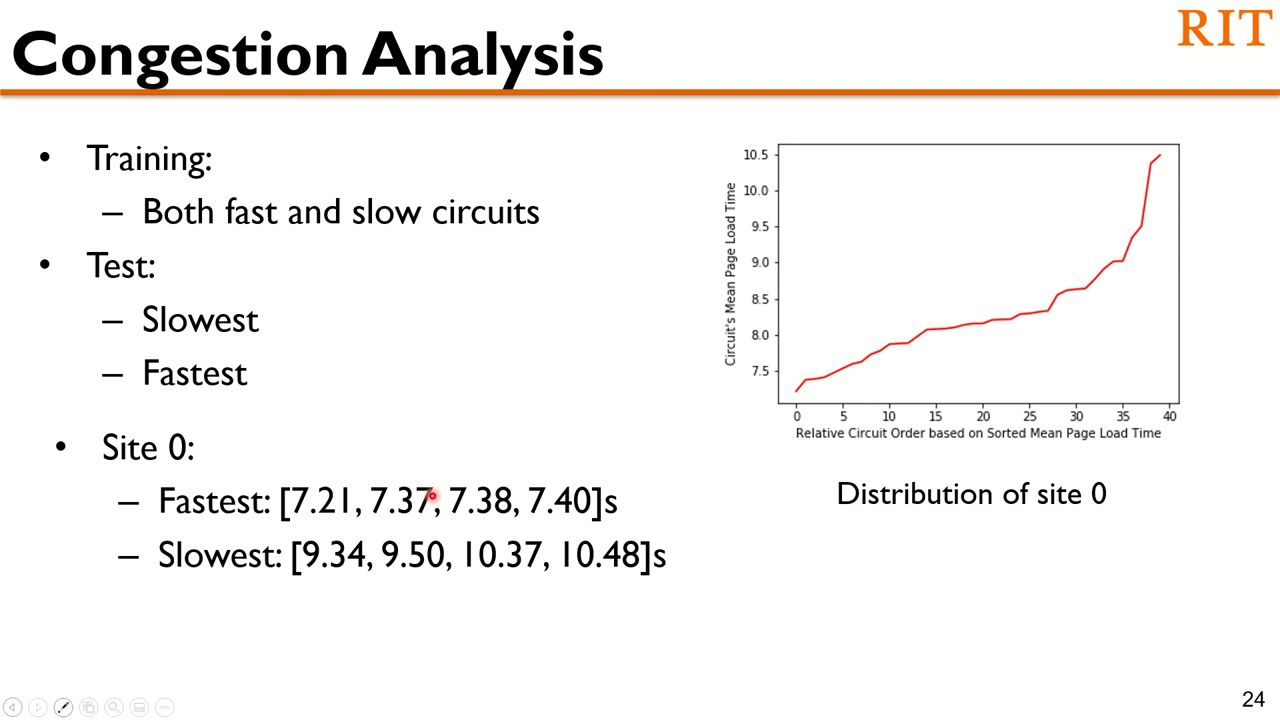 Congestion Analysis
RIT
• Training:
– Both fast and slow circuits
• Test:
– Slowest
– Fastest
• Site 0:
– Fastest: [7.21, 7.37, 7.38, 7.40]s
– Slowest: [9.34, 9.50, 10.37, 10.48]s
Circuit's Mean Page Load Time
10.5
10.0
9.5
9.0
8.5
8.0
7.5
0 5 10 15 20 25 30 35 40
Relative Circuit Order based on Sorted Mean Page Load Time
Distribution of site 0
24